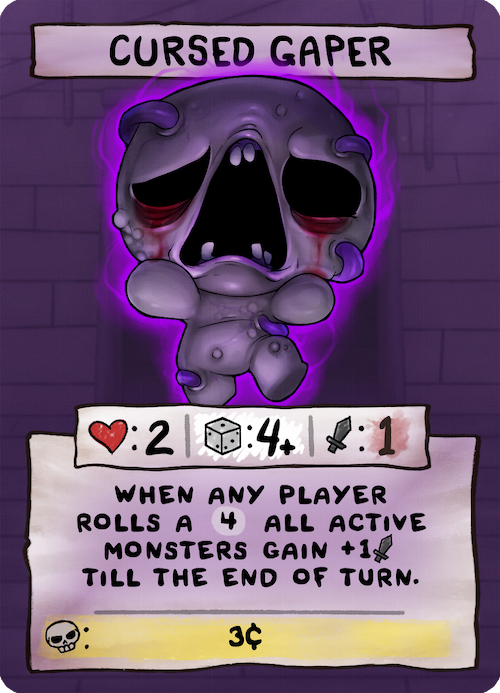 CURSED GAPER
:2 :4+ :1
WHEN ANY PLAYER
ROLLS A 4 ALL ACTIVE
MONSTERS GAIN +1
TILL THE END OF TURN.
: 3¢